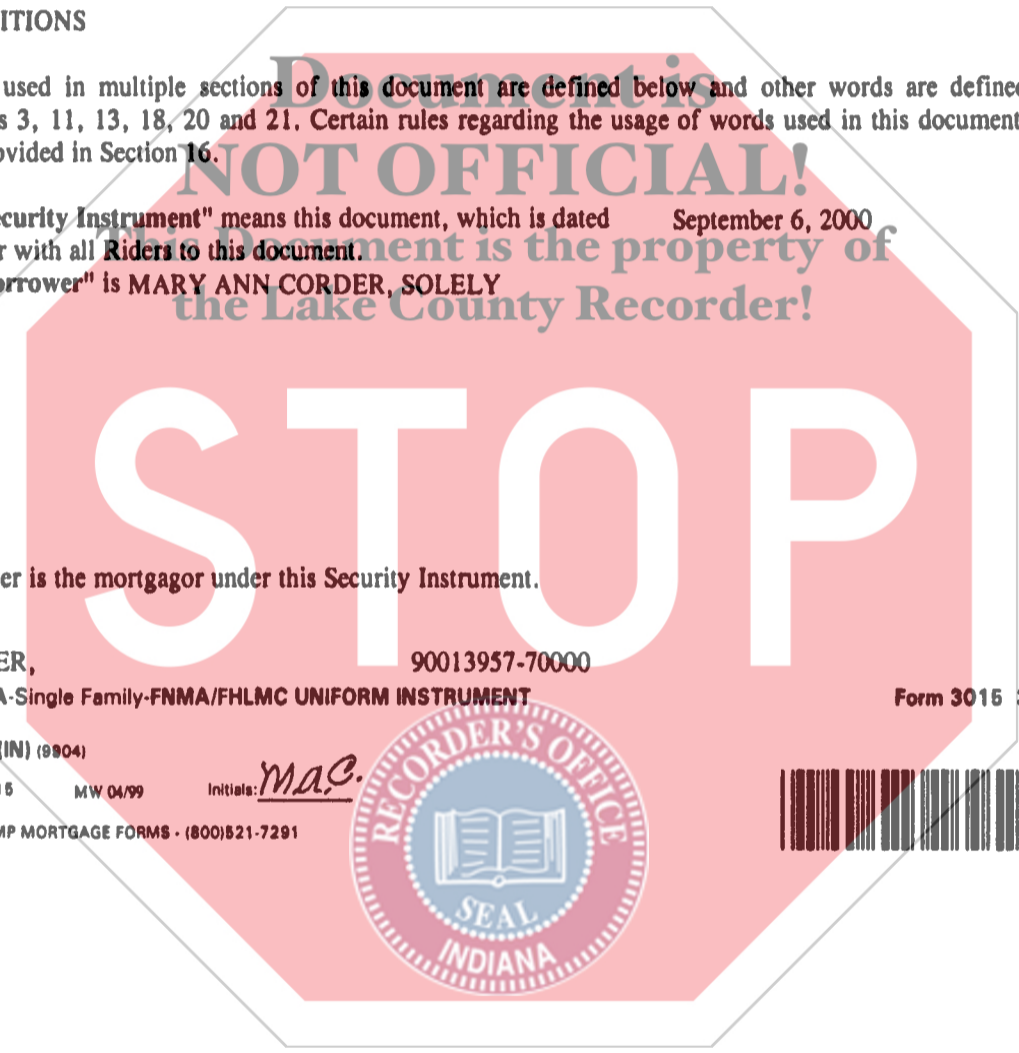 ITIONS
Document is
used in multiple sections of this document are defined below and other words are defined
s 3, 11, 13, 18, 20 and 21. Certain rules regarding the usage of words used in this document
ovided in Section 16.
NOT OFFICIAL!
ecurity Instrument" means this document, which is dated September 6, 2000
This Document is the property of
r with all Riders to this document.
orrower" is MARY ANN CORDER, SOLELY
the Lake County Recorder!
STOP
er is the mortgagor under this Security Instrument.
ER, 90013957-70000
A-Single Family-FNMA/FHLMC UNIFORM INSTRUMENT Form 3015
(IN) (9904)
5 MW 04/99 Initials: M.A.C.
MP MORTGAGE FORMS - (800)521-7291
RECORDER'S OFFICE
SEAL
INDIANA